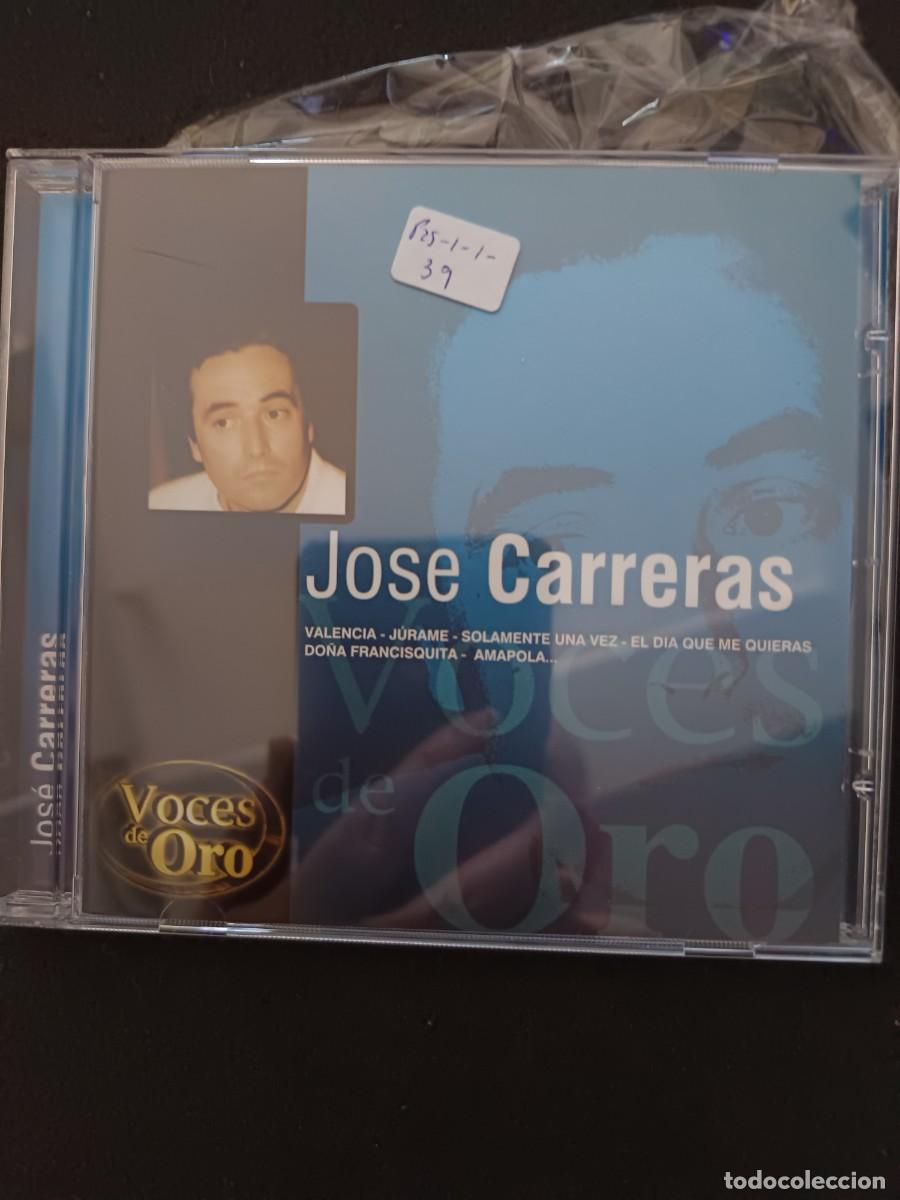 P25-1-1-
39
Jose Carreras
VALENCIA - JÚRAME - SOLAMENTE UNA VEZ - EL DIA QUE ME QUIERAS
DOÑA FRANCISQUITA - AMAPOLA...
Voces
de
Oro
José Carreras
Voces
de
Oro
todocoleccion